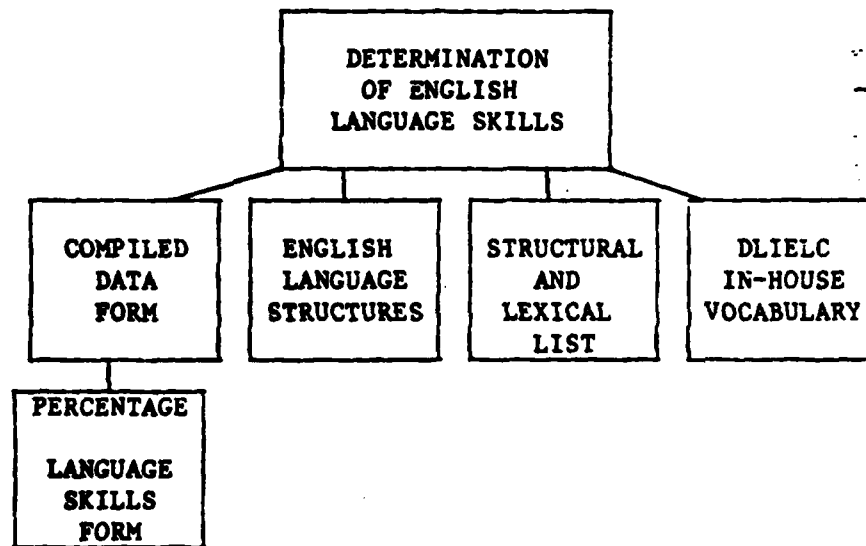 DETERMINATION
OF ENGLISH
LANGUAGE SKILLS
COMPILED
DATA
FORM
ENGLISH
LANGUAGE
STRUCTURES
STRUCTURAL
AND
LEXICAL
LIST
DLIELC
IN-HOUSE
VOCABULARY
PERCENTAGE
LANGUAGE
SKILLS
FORM